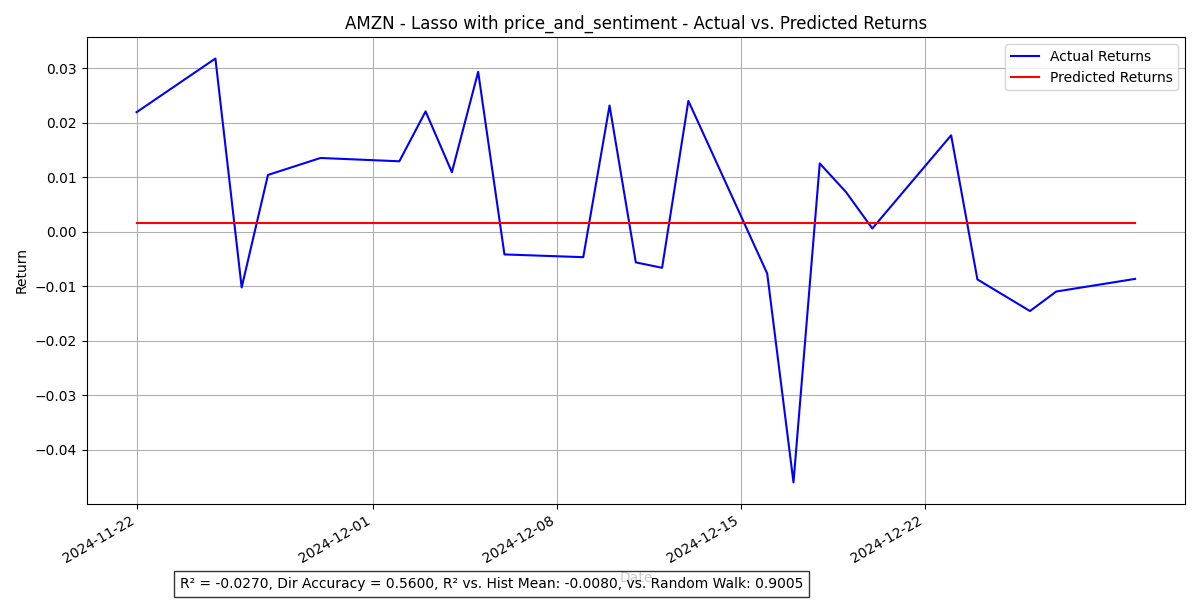 AMZN - Lasso with price_and_sentiment - Actual vs. Predicted Returns
Actual Returns
Predicted Returns
Return
0.03
0.02
0.01
0.00
−0.01
−0.02
−0.03
−0.04
2024-11-22
2024-12-01
2024-12-08
2024-12-15
2024-12-22
Date
R² = -0.0270, Dir Accuracy = 0.5600, R² vs. Hist Mean: -0.0080, vs. Random Walk: 0.9005